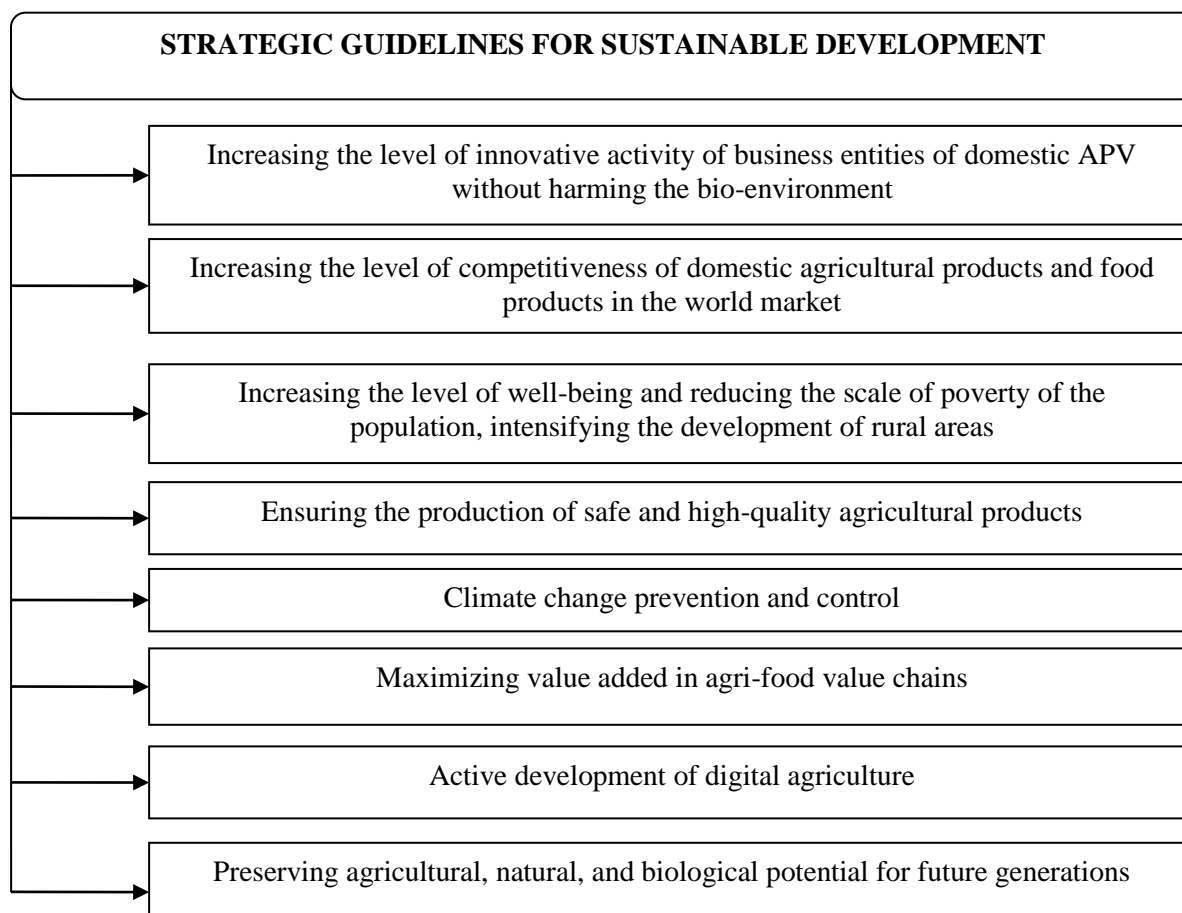 STRATEGIC GUIDELINES FOR SUSTAINABLE DEVELOPMENT
Increasing the level of innovative activity of business entities of domestic APV
without harming the bio-environment
Increasing the level of competitiveness of domestic agricultural products and food
products in the world market
Increasing the level of well-being and reducing the scale of poverty of the
population, intensifying the development of rural areas
Ensuring the production of safe and high-quality agricultural products
Climate change prevention and control
Maximizing value added in agri-food value chains
Active development of digital agriculture
Preserving agricultural, natural, and biological potential for future generations